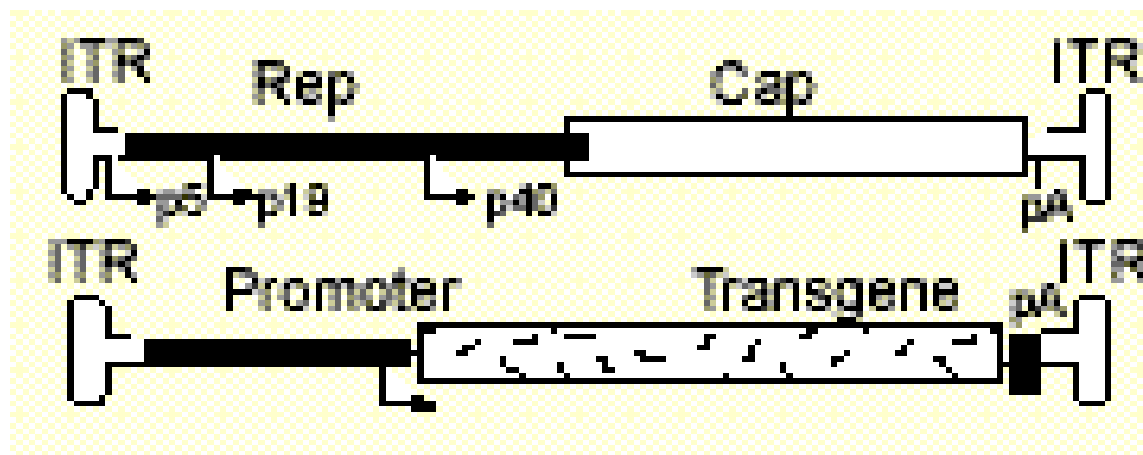 ITR Rep Cap ITR
p5 p19 p40 pA
ITR Promoter Transgene pA ITR